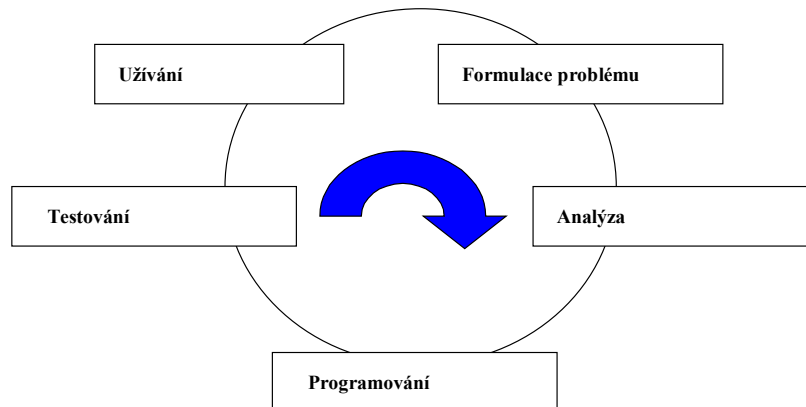 Užívání
Formulace problému
Testování
Analýza
Programování